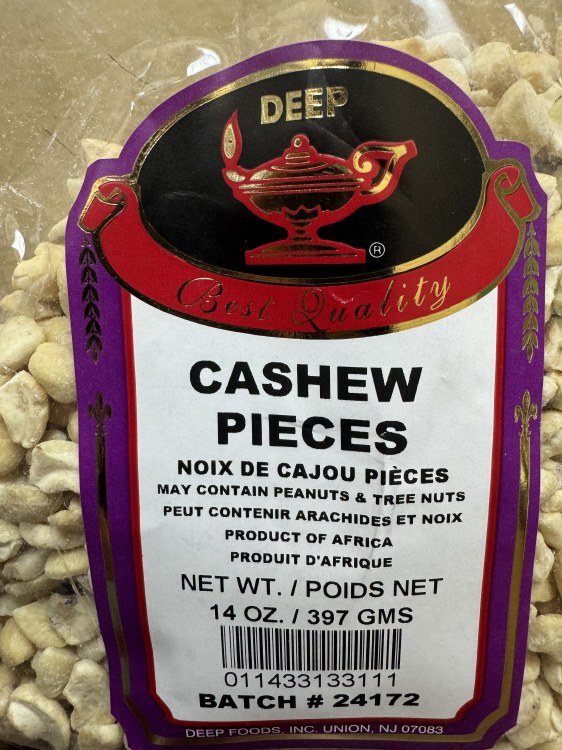 DEEP
®
Best Quality
CASHEW
PIECES
NOIX DE CAJOU PIÈCES
MAY CONTAIN PEANUTS & TREE NUTS
PEUT CONTENIR ARACHIDES ET NOIX
PRODUCT OF AFRICA
PRODUIT D'AFRIQUE
NET WT. / POIDS NET
14 OZ. / 397 GMS
011433133111
BATCH # 24172
DEEP FOODS, INC. UNION, NJ 07083